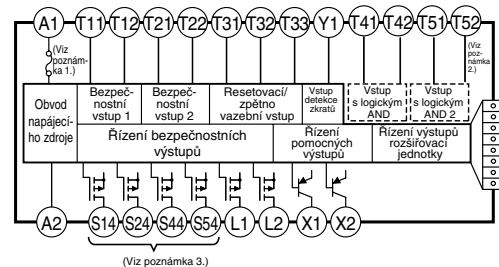 A1 T11 T12 T21 T22 T31 T32 T33 Y1 T41 T42 T51 T52
(Viz
poznám-
ka 1.)
(Viz
poz-
námka
2.)
Obvod
napájecí-
ho zdroje
Bezpeč-
nostní
vstup 1
Bezpeč-
nostní
vstup 2
Resetovací/
zpětno
vazební vstup
Vstup
detekce
zkratů
Vstup
s logickým
AND
Vstup
s logickým
AND 2
Řízení bezpečnostních
výstupů
Řízení
pomocných
výstupů
Řízení výstupů
rozšiřovací
jednotky
A2 S14 S24 S44 S54 L1 L2 X1 X2
(Viz poznámka 3.)